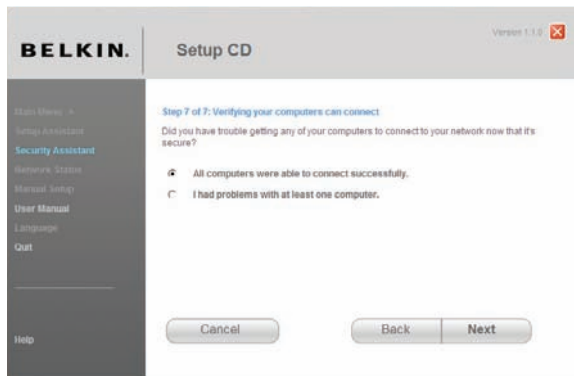 BELKIN.
Setup CD
Version 1.1.0
Main Menu >
Setup Assistant
Security Assistant
Network Status
Manual Setup
User Manual
Language
Quit
Help
Step 7 of 7: Verifying your computers can connect
Did you have trouble getting any of your computers to connect to your network now that it's
secure?
All computers were able to connect successfully.
I had problems with at least one computer.
Cancel
Back
Next